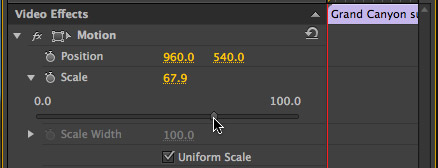 Video Effects
Grand Canyon
fx Motion
Position 960.0 540.0
Scale 67.9
0.0 100.0
Scale Width 100.0
Uniform Scale